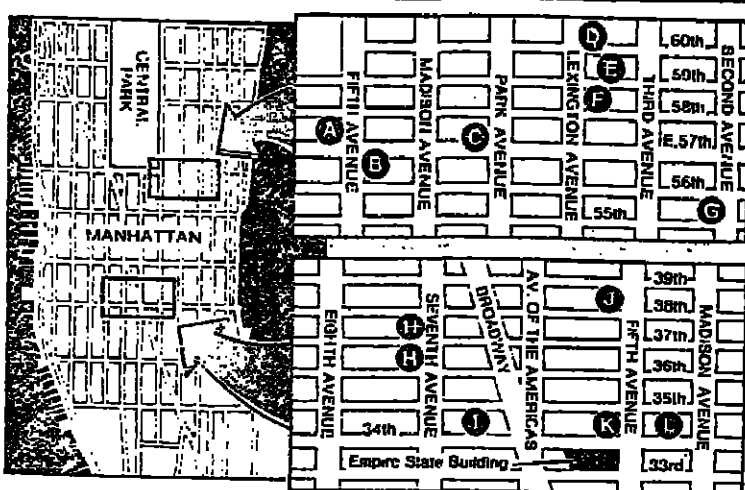 CENTRAL
PARK
MANHATTAN
FIFTH AVENUE
MADISON AVENUE
PARK AVENUE
LEXINGTON AVENUE
THIRD AVENUE
SECOND AVENUE
60th
59th
58th
E. 57th
56th
55th
A
B
C
D
E
F
G
EIGHTH AVENUE
SEVENTH AVENUE
BROADWAY
AV. OF THE AMERICAS
FIFTH AVENUE
MADISON AVENUE
39th
38th
37th
36th
35th
34th
33rd
H
H
I
J
K
L
Empire State Building